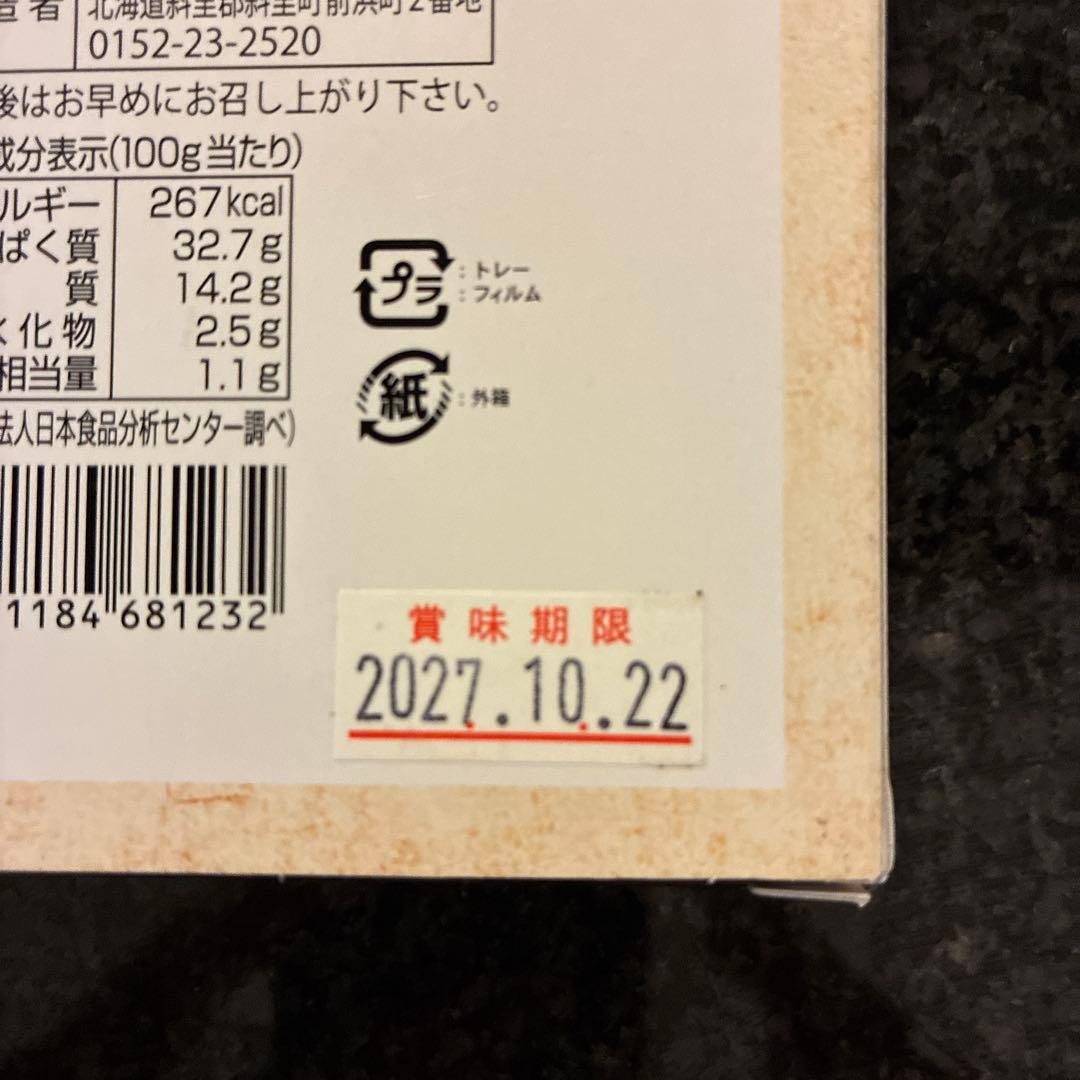 造者 北海道斜里郡斜里町前浜町2番地
0152-23-2520
後はお早めにお召し上がり下さい。
成分表示(100g当たり)
ルギー 267kcal
ぱく質 32.7g
質 14.2g
水化物 2.5g
相当量 1.1g
法人日本食品分析センター調べ)
プラ
:トレー
:フィルム
紙 :外箱
1184 681232
賞味期限
2027.10.22